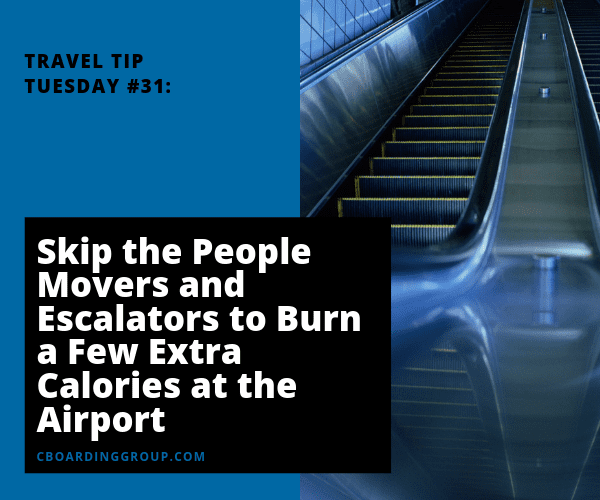 TRAVEL TIP
TUESDAY #31:
Skip the People
Movers and
Escalators to Burn
a Few Extra
Calories at the
Airport
CBOARDINGGROUP.COM